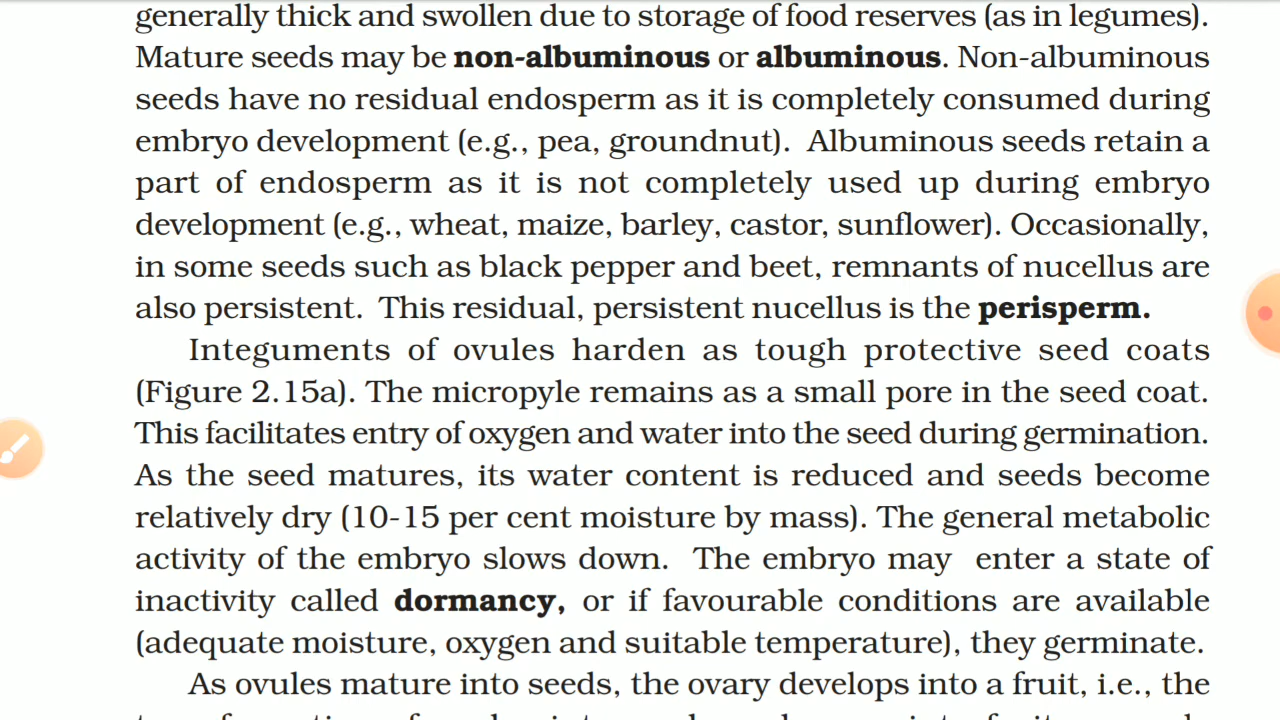 generally thick and swollen due to storage of food reserves (as in legumes).
Mature seeds may be non-albuminous or albuminous. Non-albuminous
seeds have no residual endosperm as it is completely consumed during
embryo development (e.g., pea, groundnut). Albuminous seeds retain a
part of endosperm as it is not completely used up during embryo
development (e.g., wheat, maize, barley, castor, sunflower). Occasionally,
in some seeds such as black pepper and beet, remnants of nucellus are
also persistent. This residual, persistent nucellus is the perisperm.
Integuments of ovules harden as tough protective seed coats
(Figure 2.15a). The micropyle remains as a small pore in the seed coat.
This facilitates entry of oxygen and water into the seed during germination.
As the seed matures, its water content is reduced and seeds become
relatively dry (10-15 per cent moisture by mass). The general metabolic
activity of the embryo slows down. The embryo may enter a state of
inactivity called dormancy, or if favourable conditions are available
(adequate moisture, oxygen and suitable temperature), they germinate.
As ovules mature into seeds, the ovary develops into a fruit, i.e., the